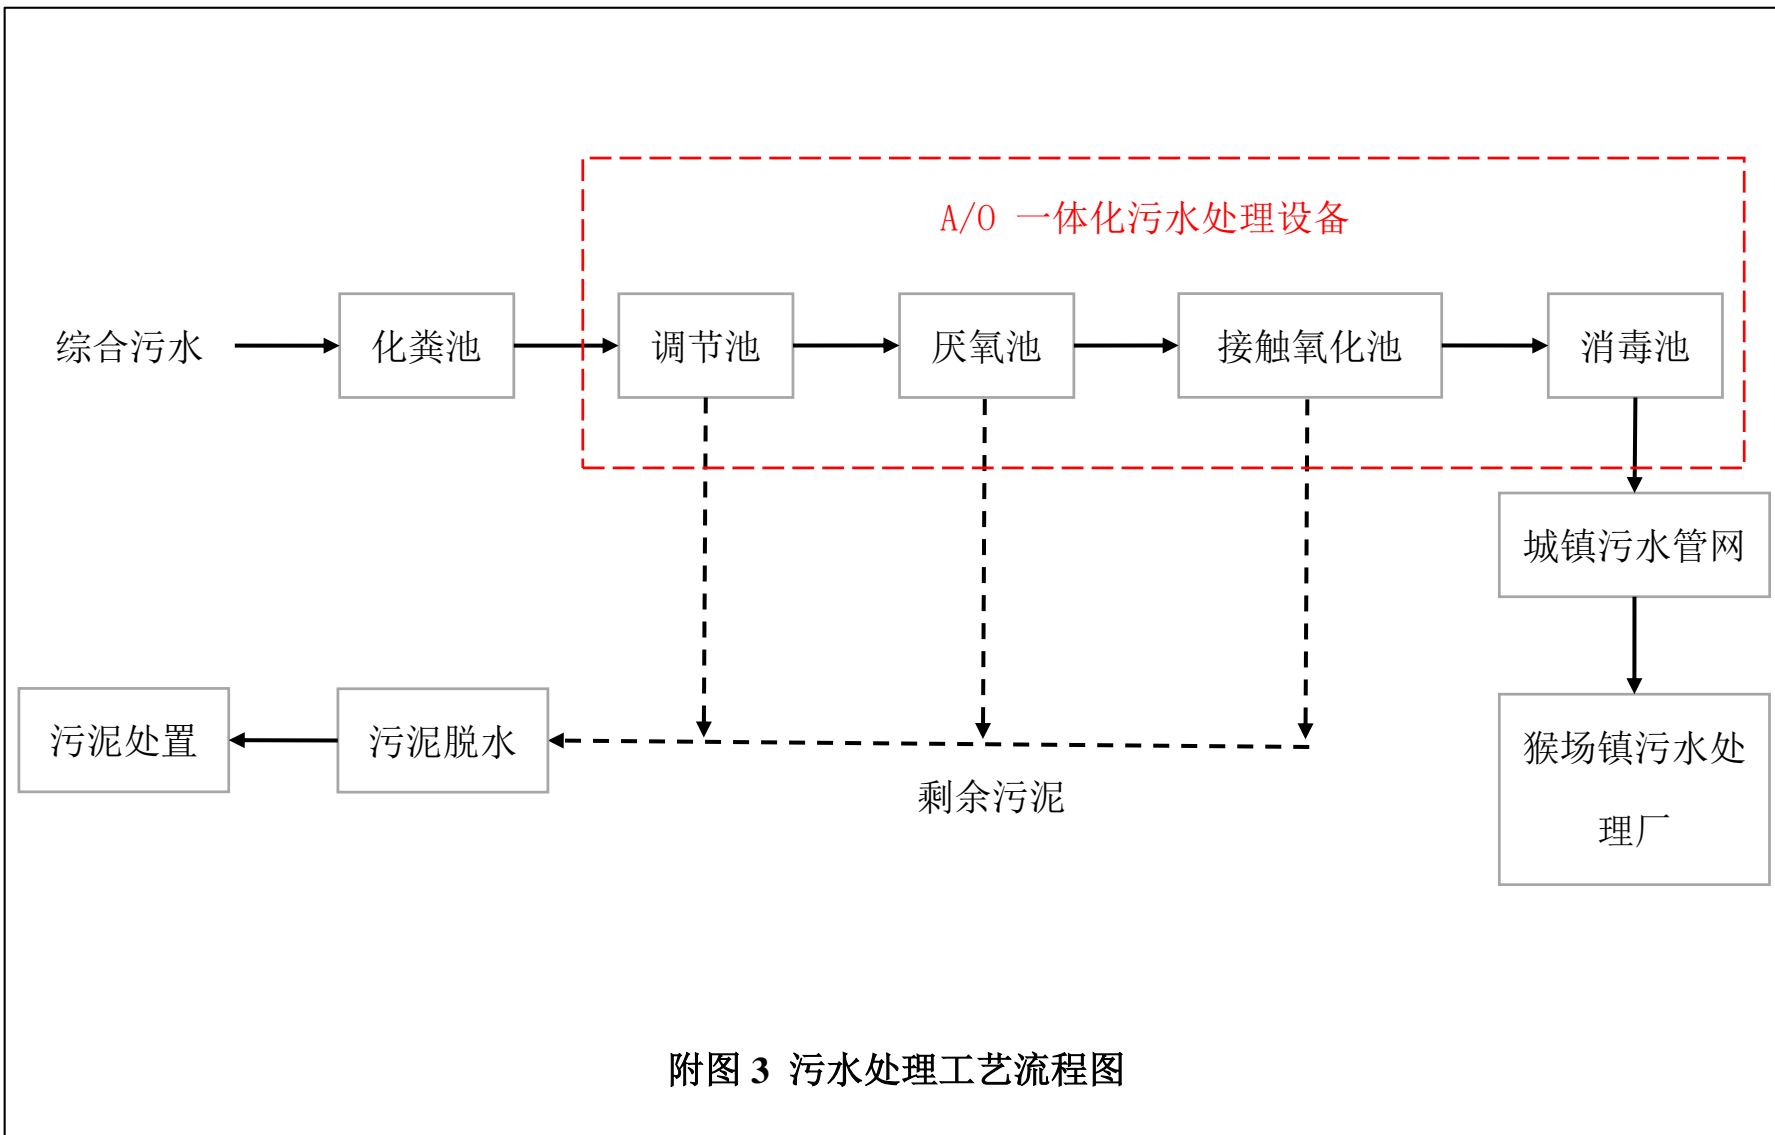 A/O 一体化污水处理设备
综合污水
化粪池
调节池
厌氧池
接触氧化池
消毒池
城镇污水管网
污泥处置
污泥脱水
剩余污泥
猴场镇污水处
理厂
附图 3 污水处理工艺流程图